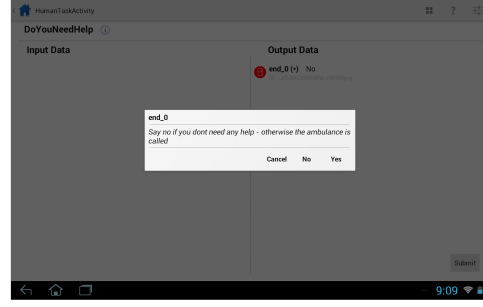 HumanTaskActivity
?
DoYouNeedHelp
Input Data
Output Data
end_0 (-) No
end_0
Say no if you dont need any help - otherwise the ambulance is
called
Cancel No Yes
Submit
9:09